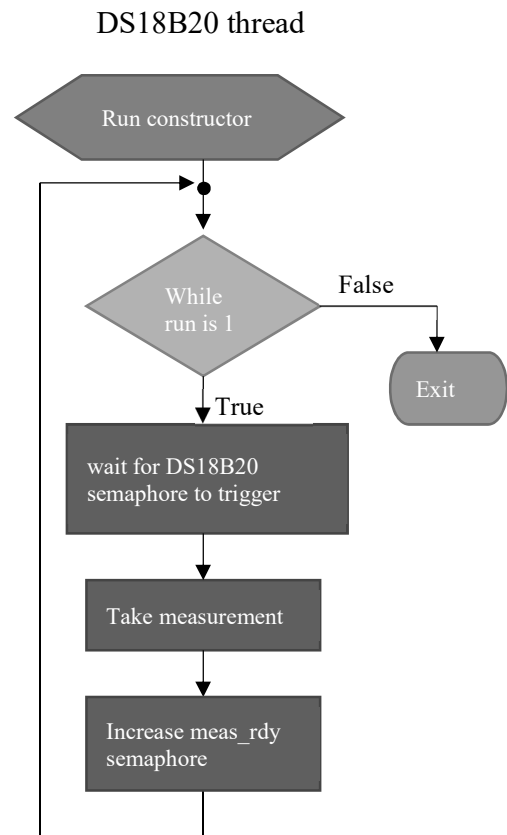 DS18B20 thread
Run constructor
While
run is 1
False
Exit
True
wait for DS18B20
semaphore to trigger
Take measurement
Increase meas_rdy
semaphore